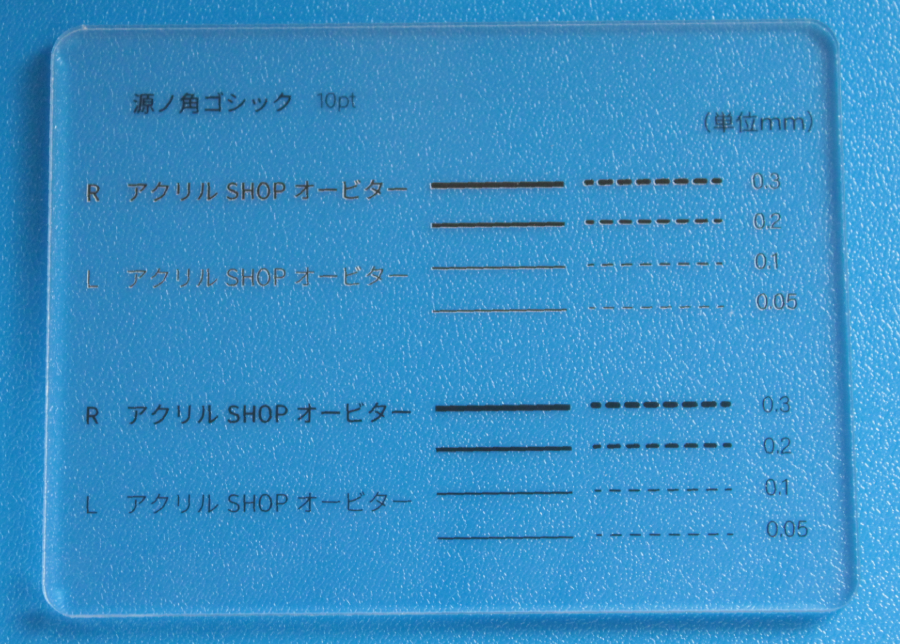 源ノ角ゴシック 10pt
(単位mm)
R アクリル SHOP オービター 0.3
0.2
L アクリル SHOP オービター 0.1
0.05
R アクリル SHOP オービター 0.3
0.2
L アクリル SHOP オービター 0.1
0.05